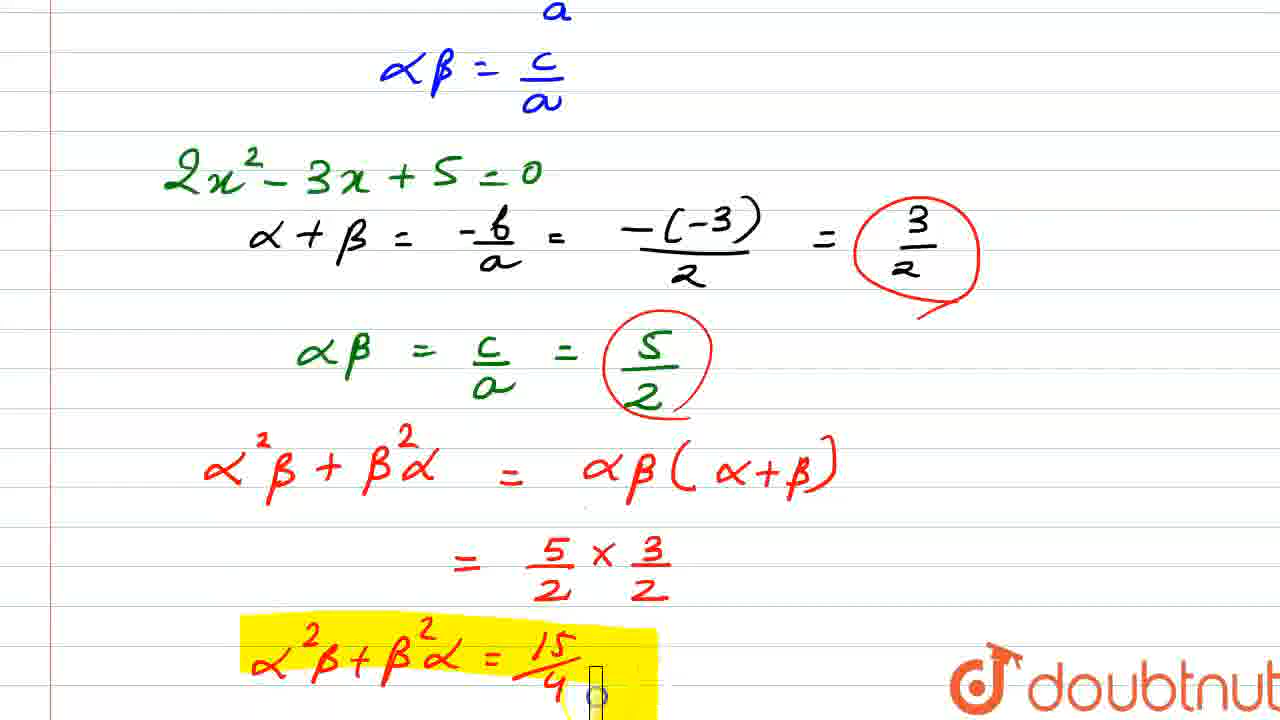 a
αβ = c/a
2x² - 3x + 5 = 0
α + β = -b/a = -(-3)/2 = 3/2
αβ = c/a = 5/2
α²β + β²α = αβ(α+β)
= 5/2 × 3/2
α²β + β²α = 15/4
doubtnut